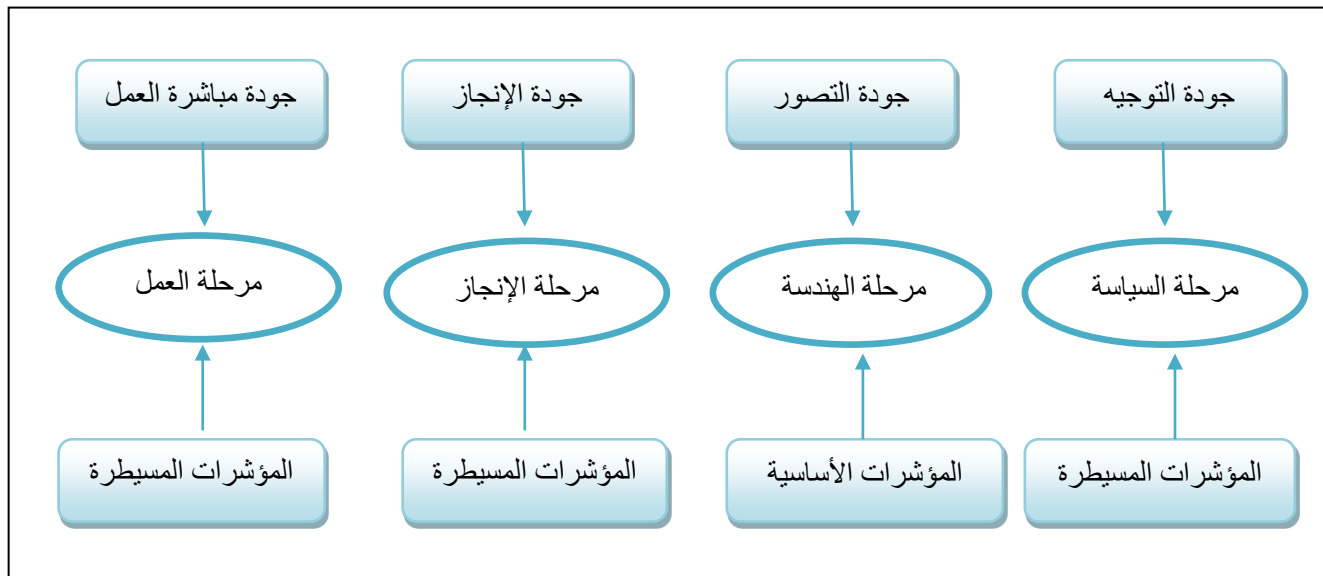 جودة التوجيه
جودة التصور
جودة الإنجاز
جودة مباشرة العمل
مرحلة السياسة
مرحلة الهندسة
مرحلة الإنجاز
مرحلة العمل
المؤشرات المسيطرة
المؤشرات الأساسية
المؤشرات المسيطرة
المؤشرات المسيطرة